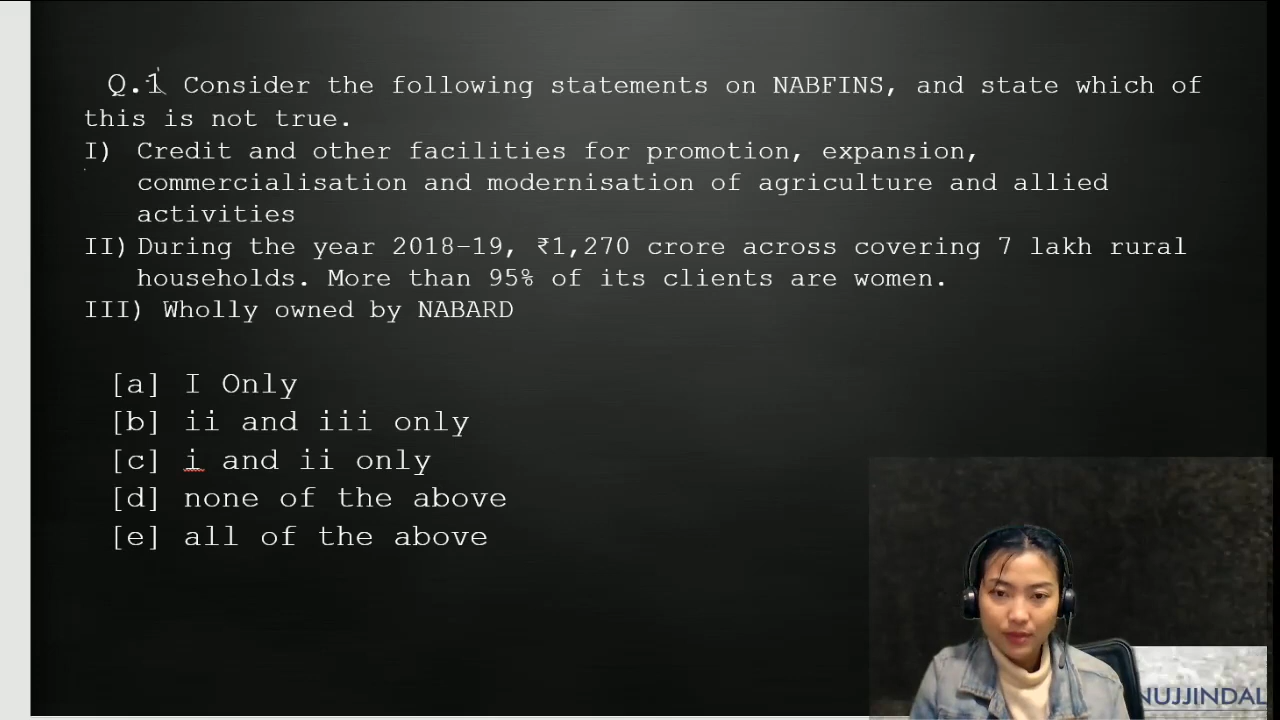 Q.1 Consider the following statements on NABFINS, and state which of
this is not true.
I) Credit and other facilities for promotion, expansion,
commercialisation and modernisation of agriculture and allied
activities
II) During the year 2018-19, ₹1,270 crore across covering 7 lakh rural
households. More than 95% of its clients are women.
III) Wholly owned by NABARD
[a] I Only
[b] ii and iii only
[c] i and ii only
[d] none of the above
[e] all of the above
NUJJINDAL